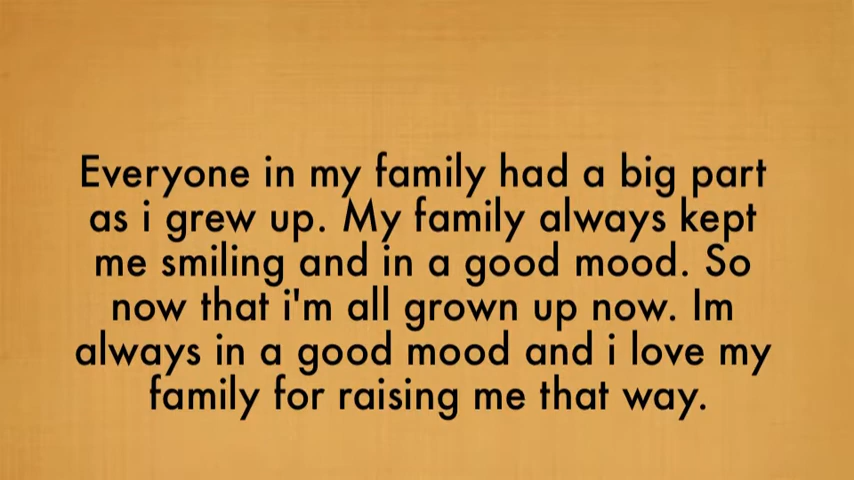 Everyone in my family had a big part
as i grew up. My family always kept
me smiling and in a good mood. So
now that i'm all grown up now. Im
always in a good mood and i love my
family for raising me that way.